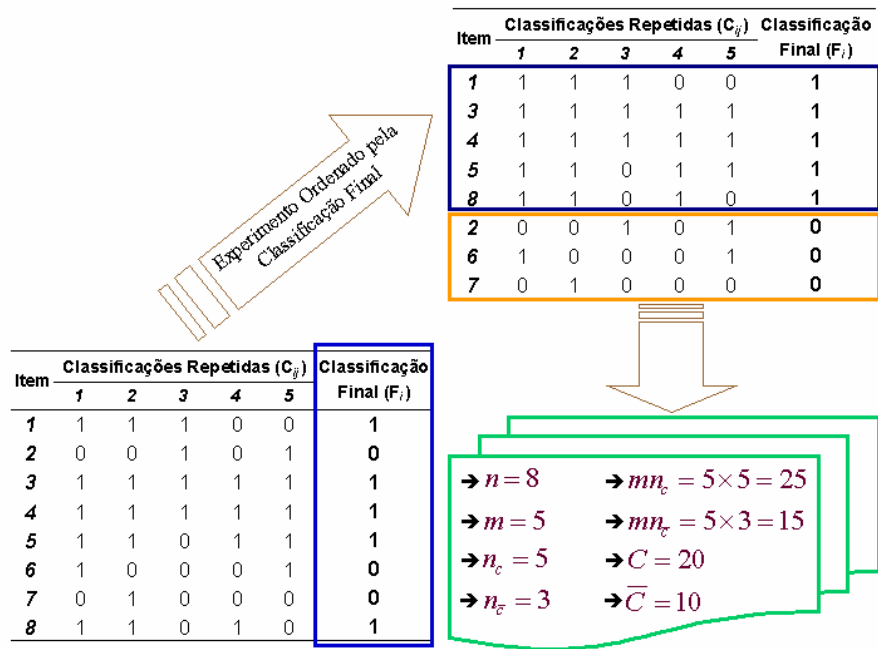 Item Classificações Repetidas (Cij) Classificação Final (Fi)
1 2 3 4 5
1 1 1 1 0 0 1
3 1 1 1 1 1 1
4 1 1 1 1 1 1
5 1 1 0 1 1 1
8 1 1 0 1 0 1
2 0 0 1 0 1 0
6 1 0 0 0 1 0
7 0 1 0 0 0 0
Experimento Ordenado pela
Classificação Final
Item Classificações Repetidas (Cij) Classificação Final (Fi)
1 2 3 4 5
1 1 1 1 0 0 1
2 0 0 1 0 1 0
3 1 1 1 1 1 1
4 1 1 1 1 1 1
5 1 1 0 1 1 1
6 1 0 0 0 1 0
7 0 1 0 0 0 0
8 1 1 0 1 0 1
➔ n = 8 ➔ mn_c = 5×5 = 25
➔ m = 5 ➔ mn_c̅ = 5×3 = 15
➔ n_c = 5 ➔ C = 20
➔ n_c̅ = 3 ➔ C̅ = 10